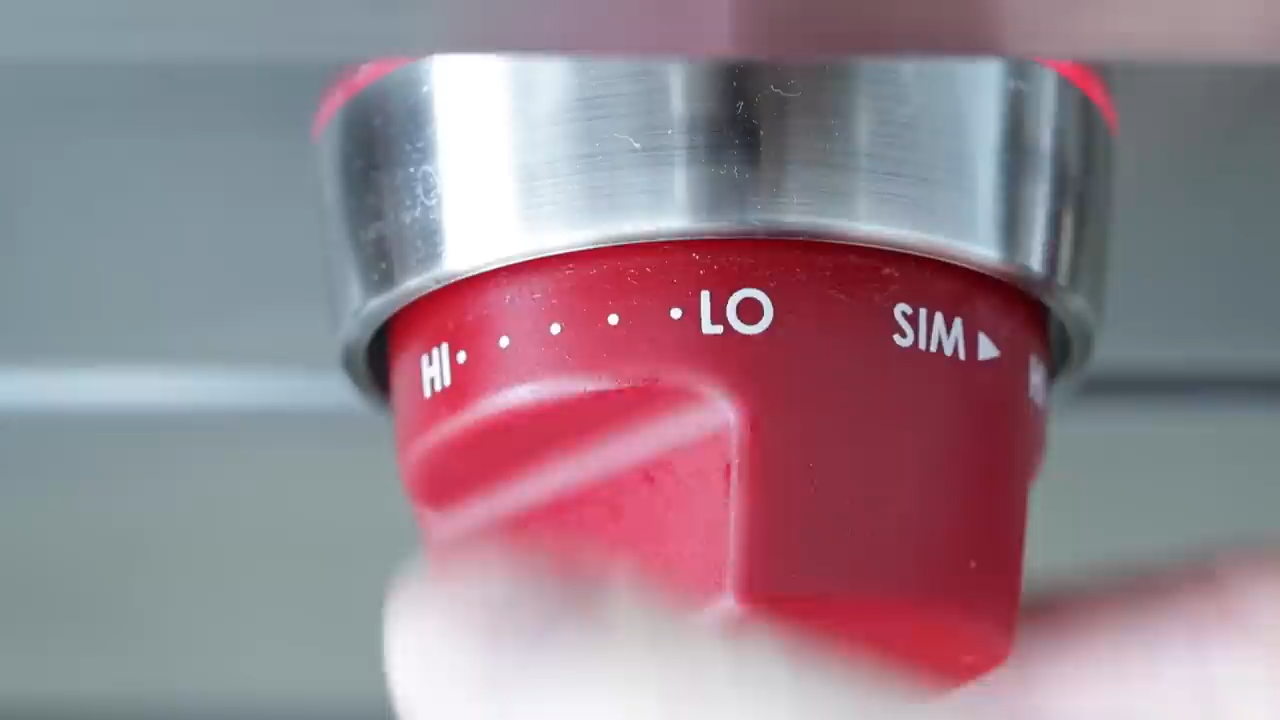 HI • • • • • LO SIM ▶